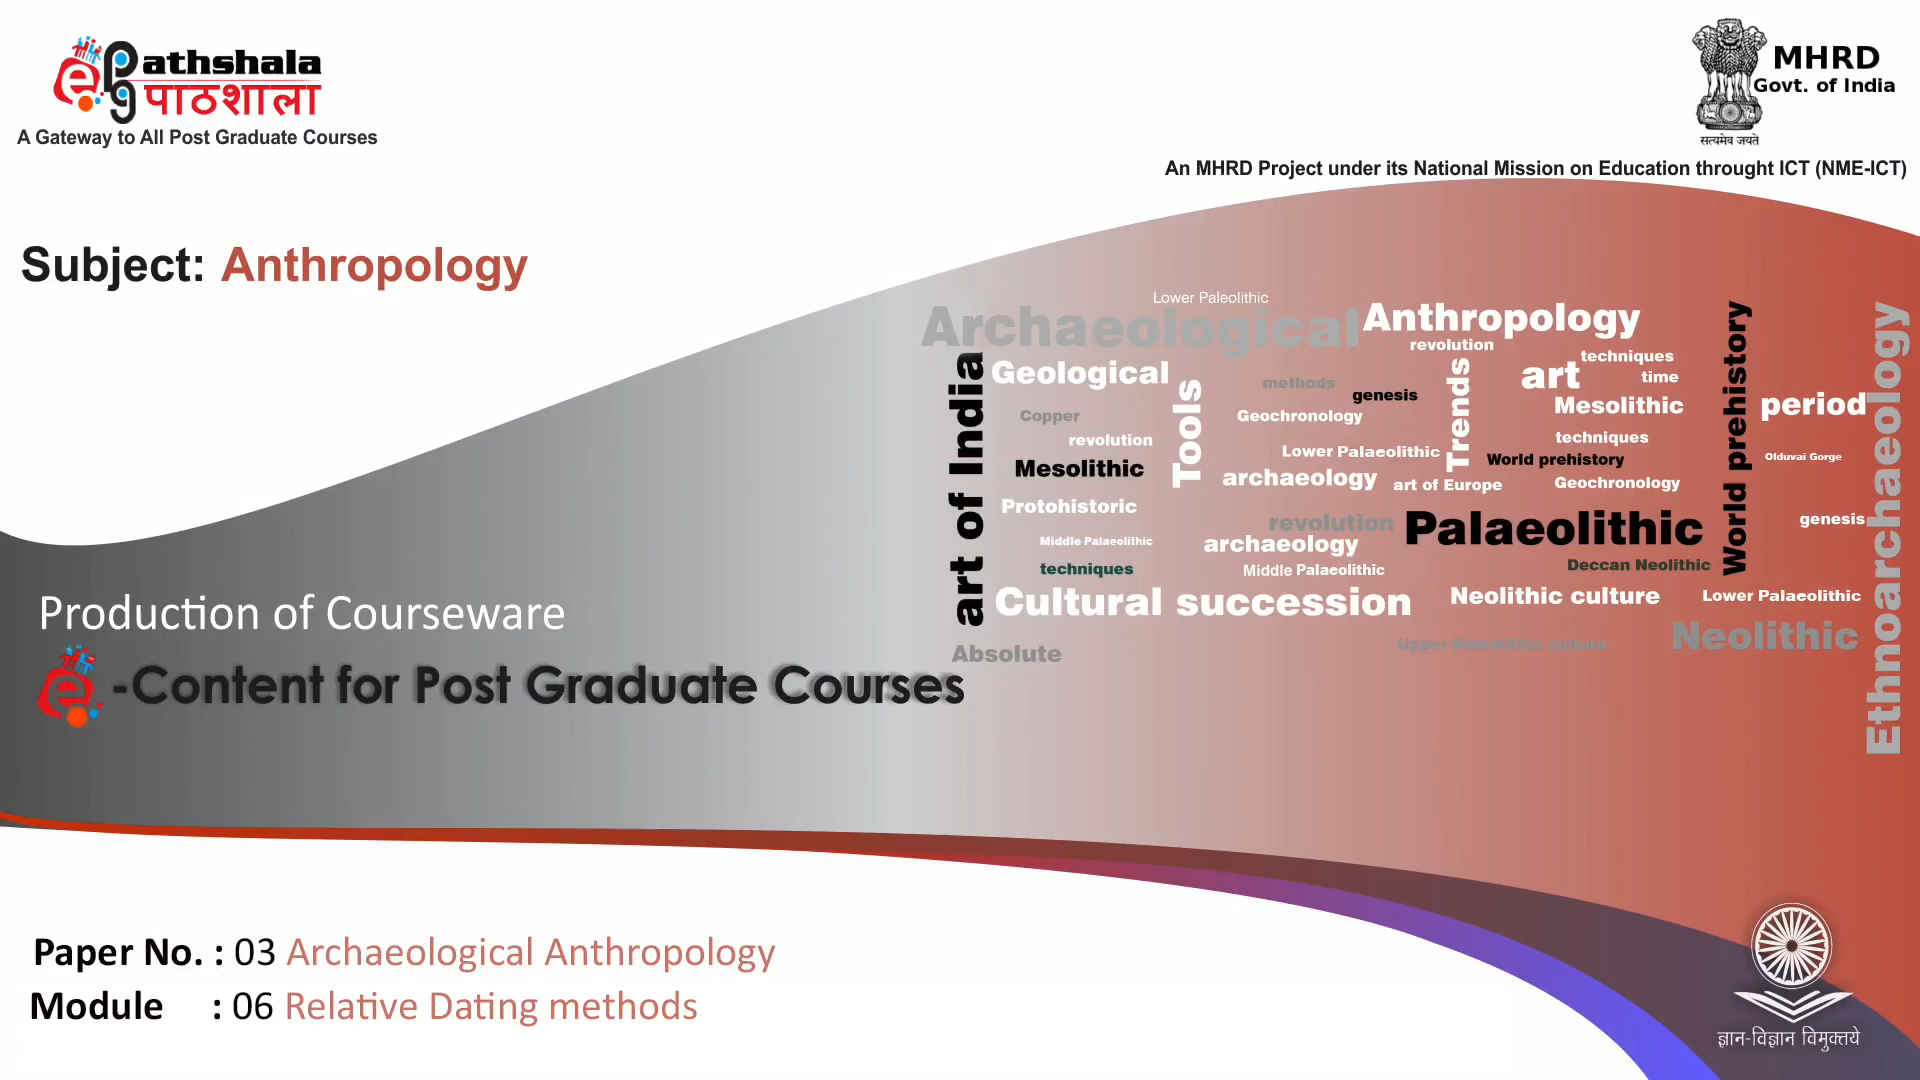 ePathshala
पाठशाला
A Gateway to All Post Graduate Courses
MHRD
Govt. of India
सत्यमेव जयते
An MHRD Project under its National Mission on Education throught ICT (NME-ICT)
Subject: Anthropology
Lower Paleolithic
Archaeological
Anthropology
revolution
techniques
art of India
Geological
Tools
methods
genesis
Trends
art
time
World prehistory
period
Ethnoarchaeology
Copper
Geochronology
Mesolithic
revolution
Lower Palaeolithic
techniques
Mesolithic
World prehistory
Olduvai Gorge
archaeology
art of Europe
Geochronology
Protohistoric
revolution
Palaeolithic
genesis
Middle Palaeolithic
archaeology
techniques
Middle Palaeolithic
Deccan Neolithic
Cultural succession
Neolithic culture
Lower Palaeolithic
Absolute
Upper Paleolithic culture
Neolithic
Production of Courseware
e-Content for Post Graduate Courses
Paper No. : 03 Archaeological Anthropology
Module : 06 Relative Dating methods
ज्ञान-विज्ञान विमुक्तये